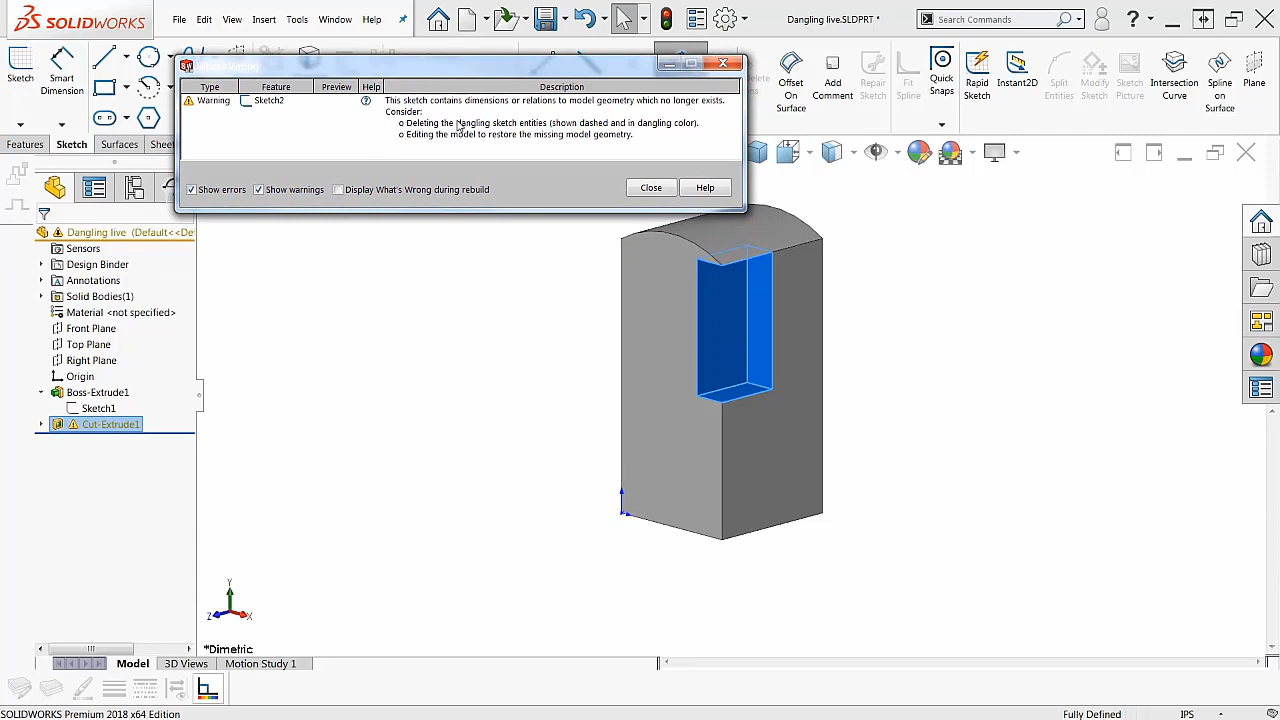 SOLIDWORKS
File
Edit
View
Insert
Tools
Window
Help
Dangling live.SLDPRT *
Search Commands
Sketch
Smart Dimension
Offset On Surface
Add Comment
Repair Sketch
Quick Snaps
Rapid Sketch
Instant2D
Split Entities
Fit Spline
Modify Sketch
Intersection Curve
Spline On Surface
Plane
Type
Feature
Preview
Help
Description
Warning
Sketch2
This sketch contains dimensions or relations to model geometry which no longer exists.
Consider:
o Deleting the dangling sketch entities (shown dashed and in dangling color).
o Editing the model to restore the missing model geometry.
Show errors
Show warnings
Display What's Wrong during rebuild
Close
Help
Features
Sketch
Surfaces
Sheet
Dangling live (Default<<De
Sensors
Design Binder
Annotations
Solid Bodies(1)
Material <not specified>
Front Plane
Top Plane
Right Plane
Origin
Boss-Extrude1
Sketch1
Cut-Extrude1
Y
Z
X
*Dimetric
Model
3D Views
Motion Study 1
SOLIDWORKS Premium 2018 x64 Edition
Fully Defined
IPS